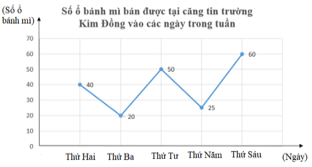 (Số ổ
bánh mì)
Số ổ bánh mì bán được tại căng tin trường
Kim Đồng vào các ngày trong tuần
70
60
50
40
30
20
10
0
40
20
50
25
60
Thứ Hai Thứ Ba Thứ Tư Thứ Năm Thứ Sáu (Ngày)